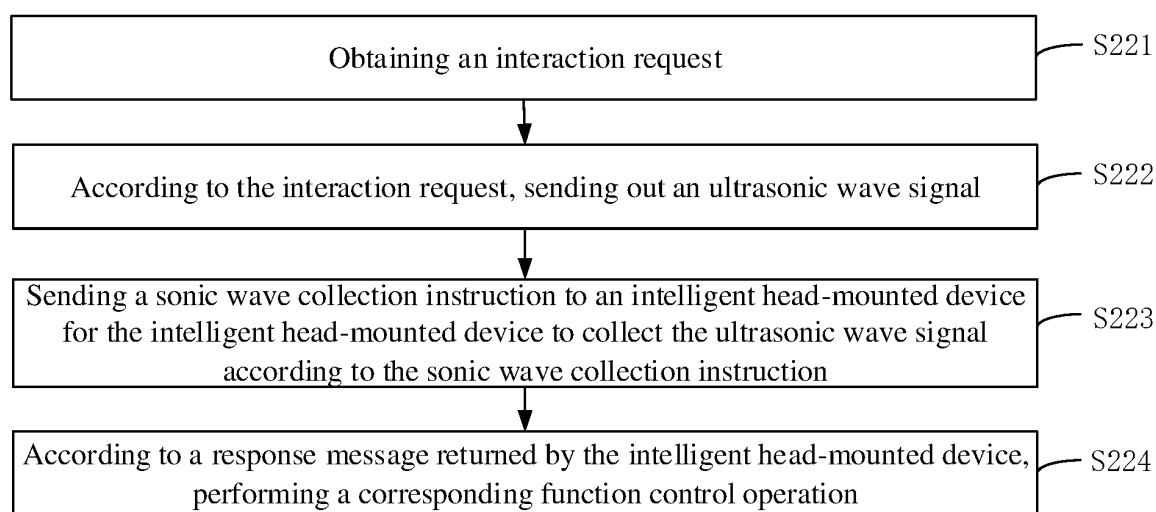 Obtaining an interaction request
S221
According to the interaction request, sending out an ultrasonic wave signal
S222
Sending a sonic wave collection instruction to an intelligent head-mounted device
for the intelligent head-mounted device to collect the ultrasonic wave signal
according to the sonic wave collection instruction
S223
According to a response message returned by the intelligent head-mounted device,
performing a corresponding function control operation
S224